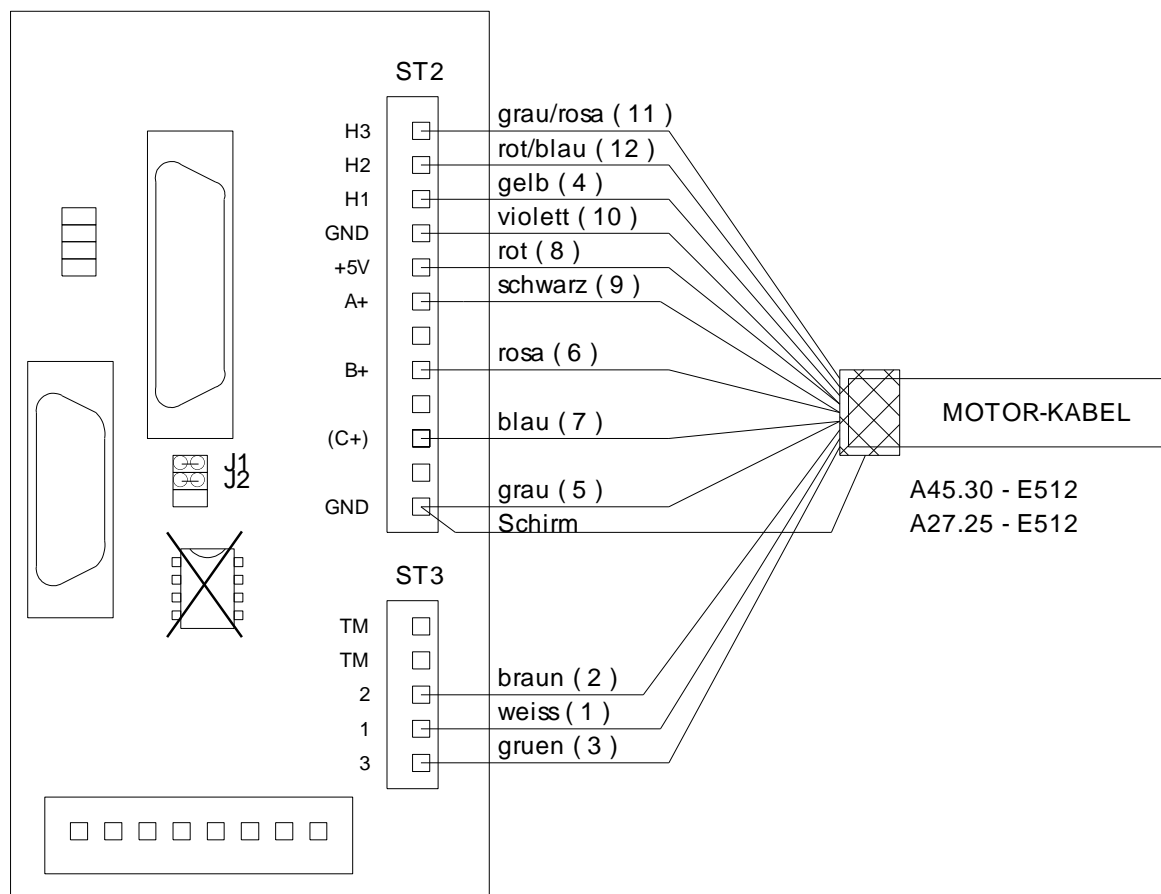 ST2
H3 grau/rosa ( 11 )
H2 rot/blau ( 12 )
H1 gelb ( 4 )
GND violett ( 10 )
+5V rot ( 8 )
A+ schwarz ( 9 )
B+ rosa ( 6 )
MOTOR-KABEL
(C+) blau ( 7 )
J1
J2
GND grau ( 5 )
Schirm
A45.30 - E512
A27.25 - E512
ST3
TM
TM
2 braun ( 2 )
1 weiss ( 1 )
3 gruen ( 3 )